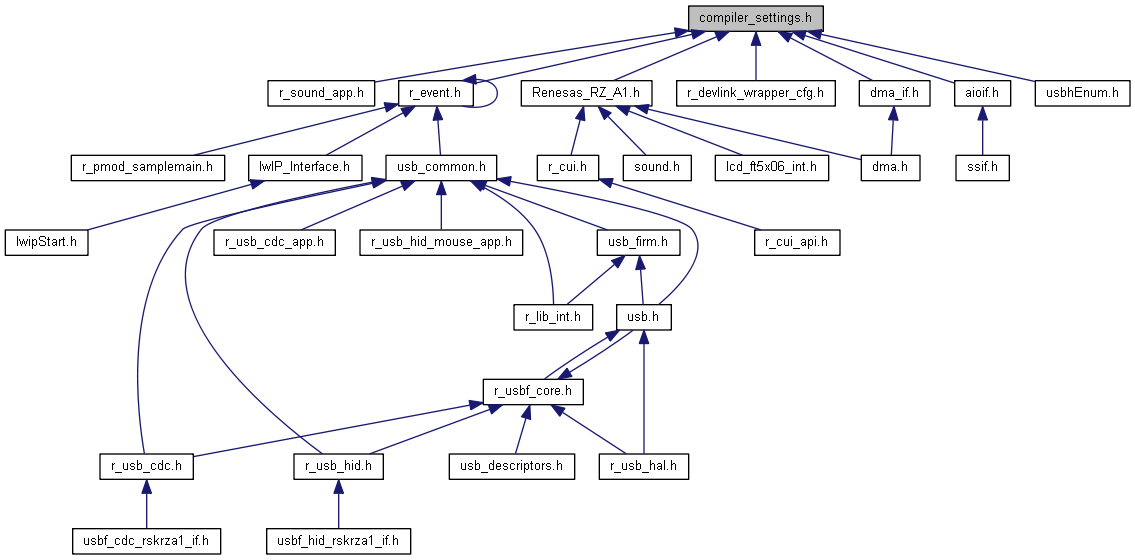 compiler_settings.h
r_sound_app.h
r_event.h
Renesas_RZ_A1.h
r_devlink_wrapper_cfg.h
dma_if.h
aioif.h
usbhEnum.h
r_pmod_samplemain.h
lwIP_Interface.h
usb_common.h
r_cui.h
sound.h
lcd_ft5x06_int.h
dma.h
ssif.h
lwipStart.h
r_usb_cdc_app.h
r_usb_hid_mouse_app.h
usb_firm.h
r_cui_api.h
r_lib_int.h
usb.h
r_usbf_core.h
r_usb_cdc.h
r_usb_hid.h
usb_descriptors.h
r_usb_hal.h
usbf_cdc_rskrza1_if.h
usbf_hid_rskrza1_if.h